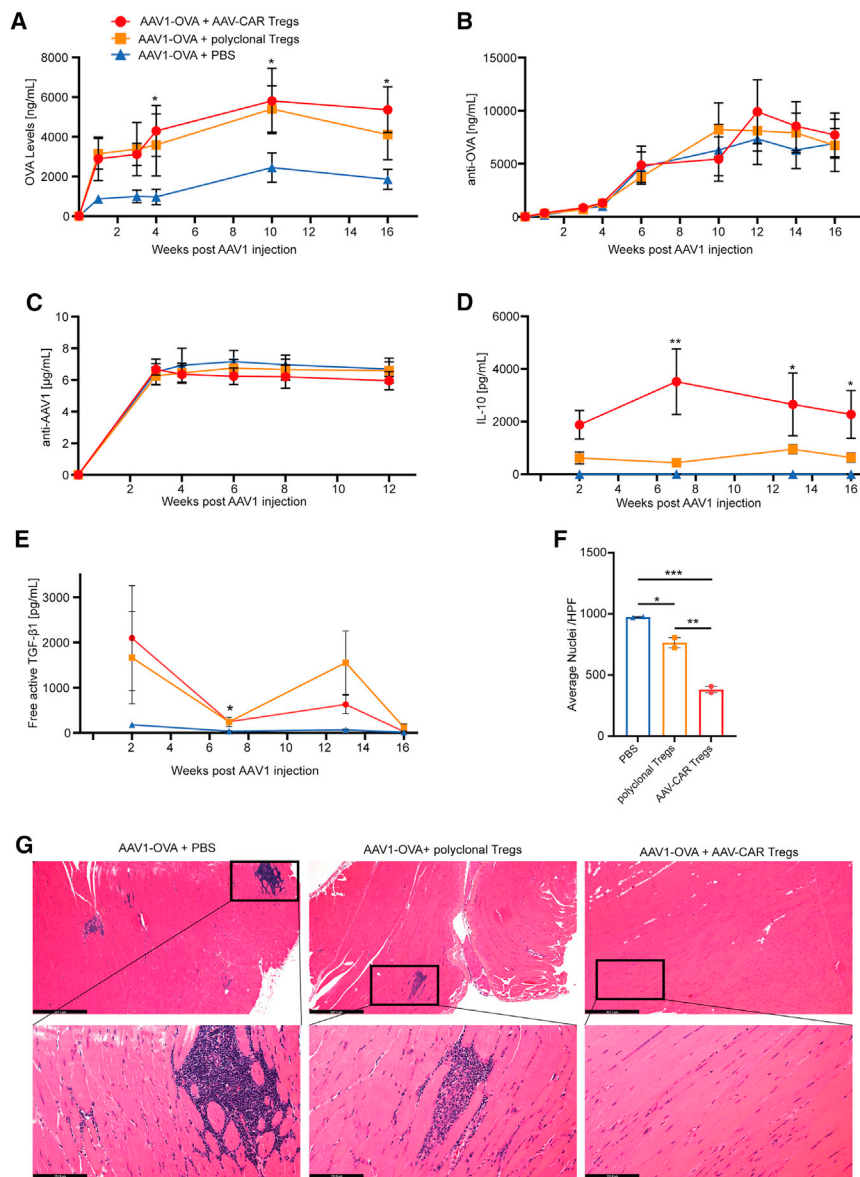 A
AAV1-OVA + AAV-CAR Tregs
AAV1-OVA + polyclonal Tregs
AAV1-OVA + PBS
OVA Levels [ng/mL]
8000
6000
4000
2000
0
* * *
2 4 6 8 10 12 14 16
Weeks post AAV1 injection
B
anti-OVA [ng/mL]
15000
10000
5000
0
2 4 6 8 10 12 14 16
Weeks post AAV1 injection
C
anti-AAV1 [µg/mL]
10
8
6
4
2
0
2 4 6 8 10 12
Weeks post AAV1 injection
D
IL-10 [pg/mL]
6000
4000
2000
0
** * *
2 4 6 8 10 12 14 16
Weeks post AAV1 injection
E
Free active TGF-β1 [pg/mL]
3000
2000
1000
0
*
2 4 6 8 10 12 14 16
Weeks post AAV1 injection
F
Average Nuclei /HPF
1500
1000
500
0
***
*
**
PBS
polyclonal Tregs
AAV-CAR Tregs
G
AAV1-OVA + PBS
AAV1-OVA+ polyclonal Tregs
AAV1-OVA + AAV-CAR Tregs